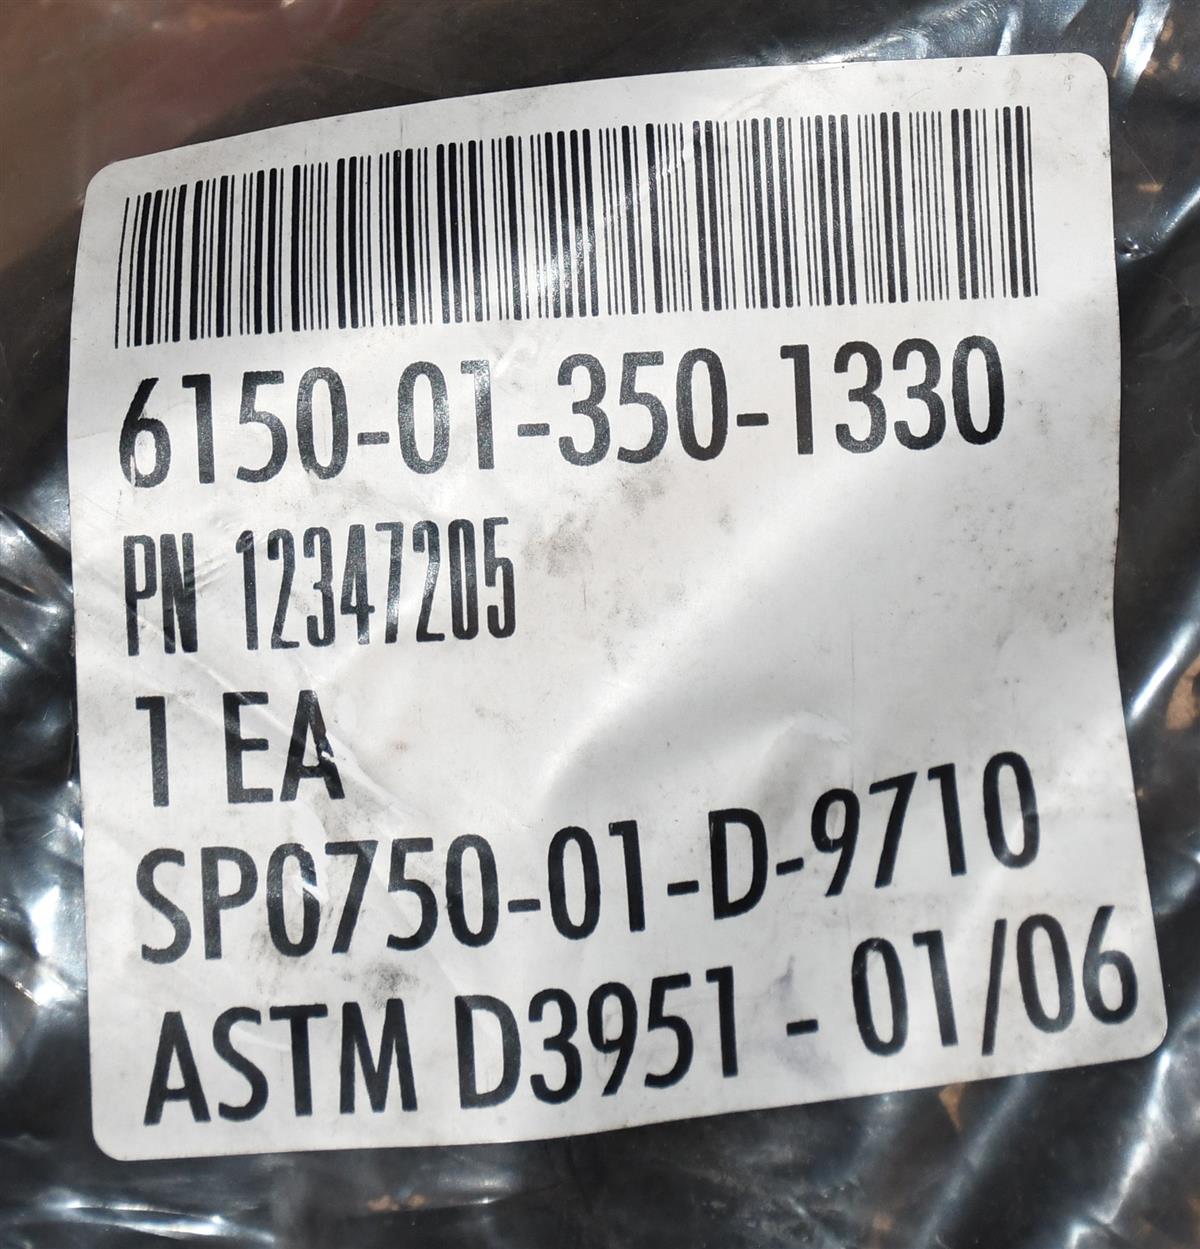 6150-01-350-1330
PN 12347205
1 EA
SP0750-01-D-9710
ASTM D3951 - 01/06